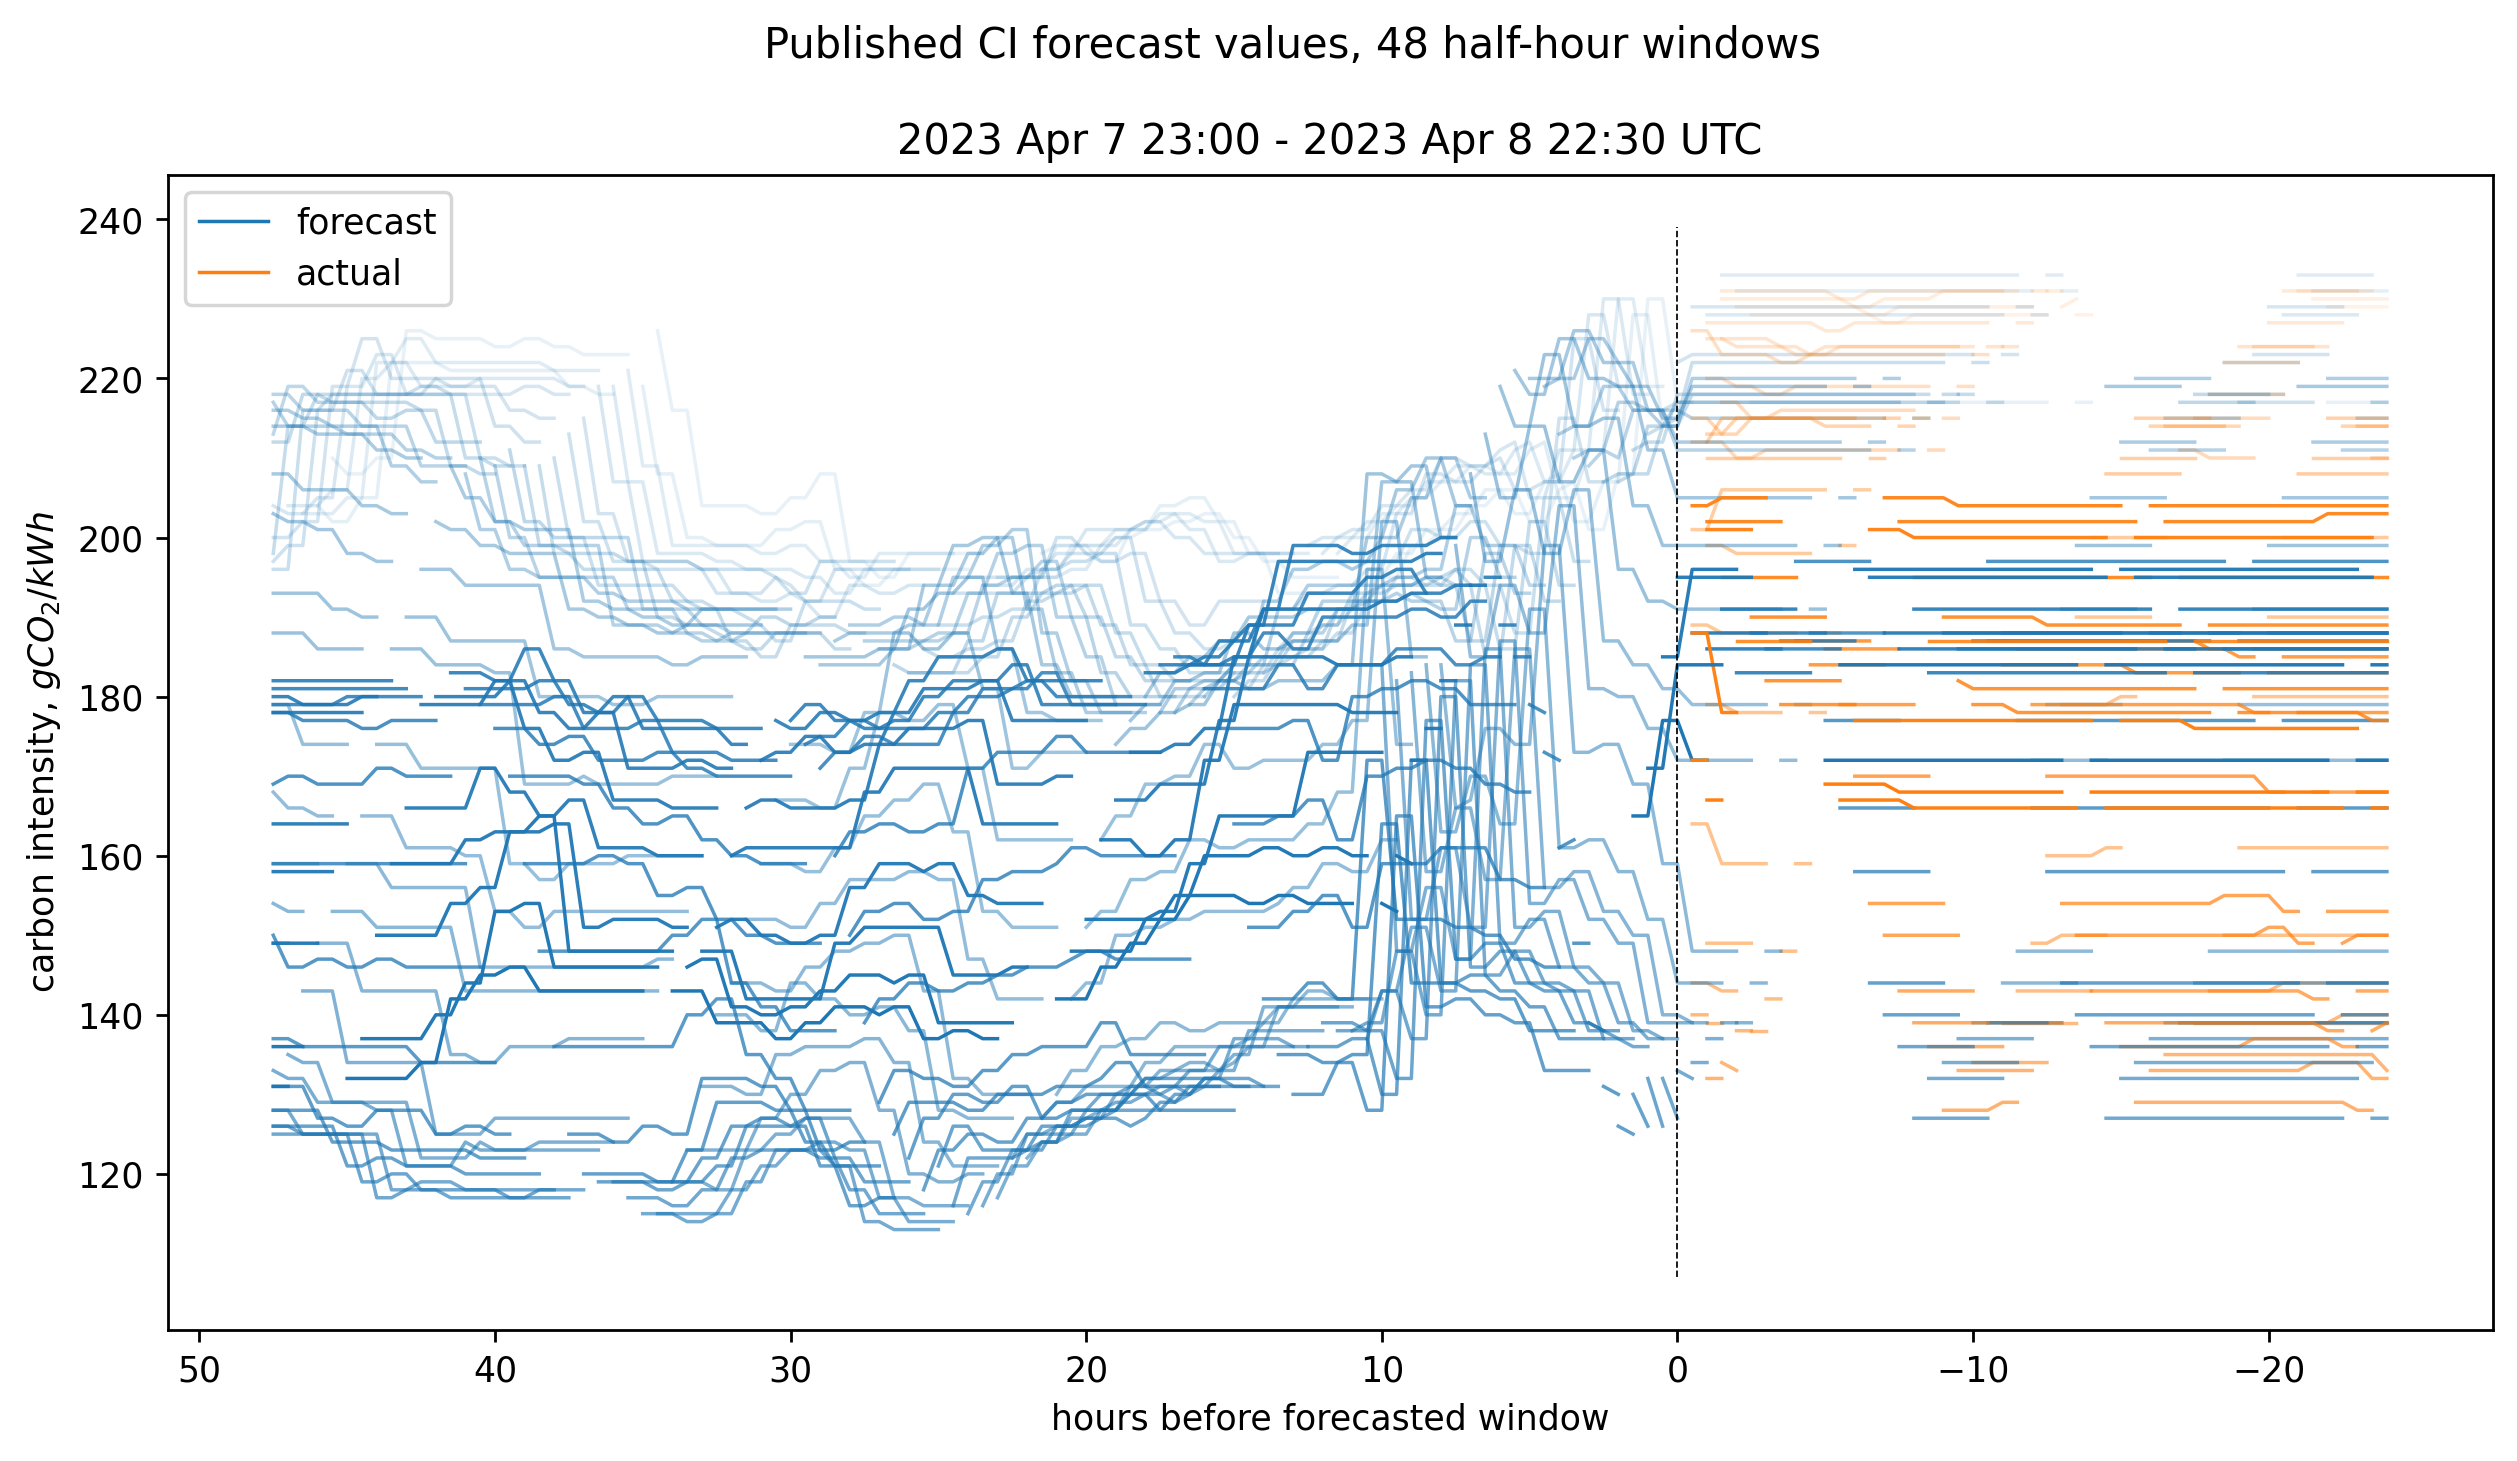 Published CI forecast values, 48 half-hour windows
2023 Apr 7 23:00 - 2023 Apr 8 22:30 UTC
forecast
actual
240
220
200
180
160
140
120
carbon intensity, gCO₂/kWh
50
40
30
20
10
0
−10
−20
hours before forecasted window